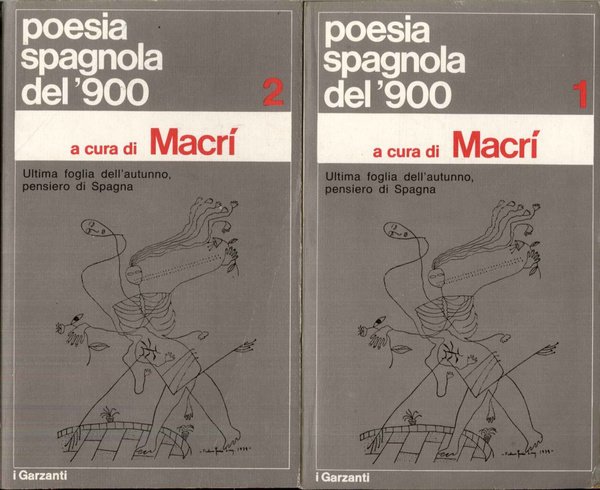 poesia
spagnola
del '900
2
a cura di Macrí
Ultima foglia dell'autunno,
pensiero di Spagna
i Garzanti
poesia
spagnola
del '900
1
a cura di Macrí
Ultima foglia dell'autunno,
pensiero di Spagna
i Garzanti